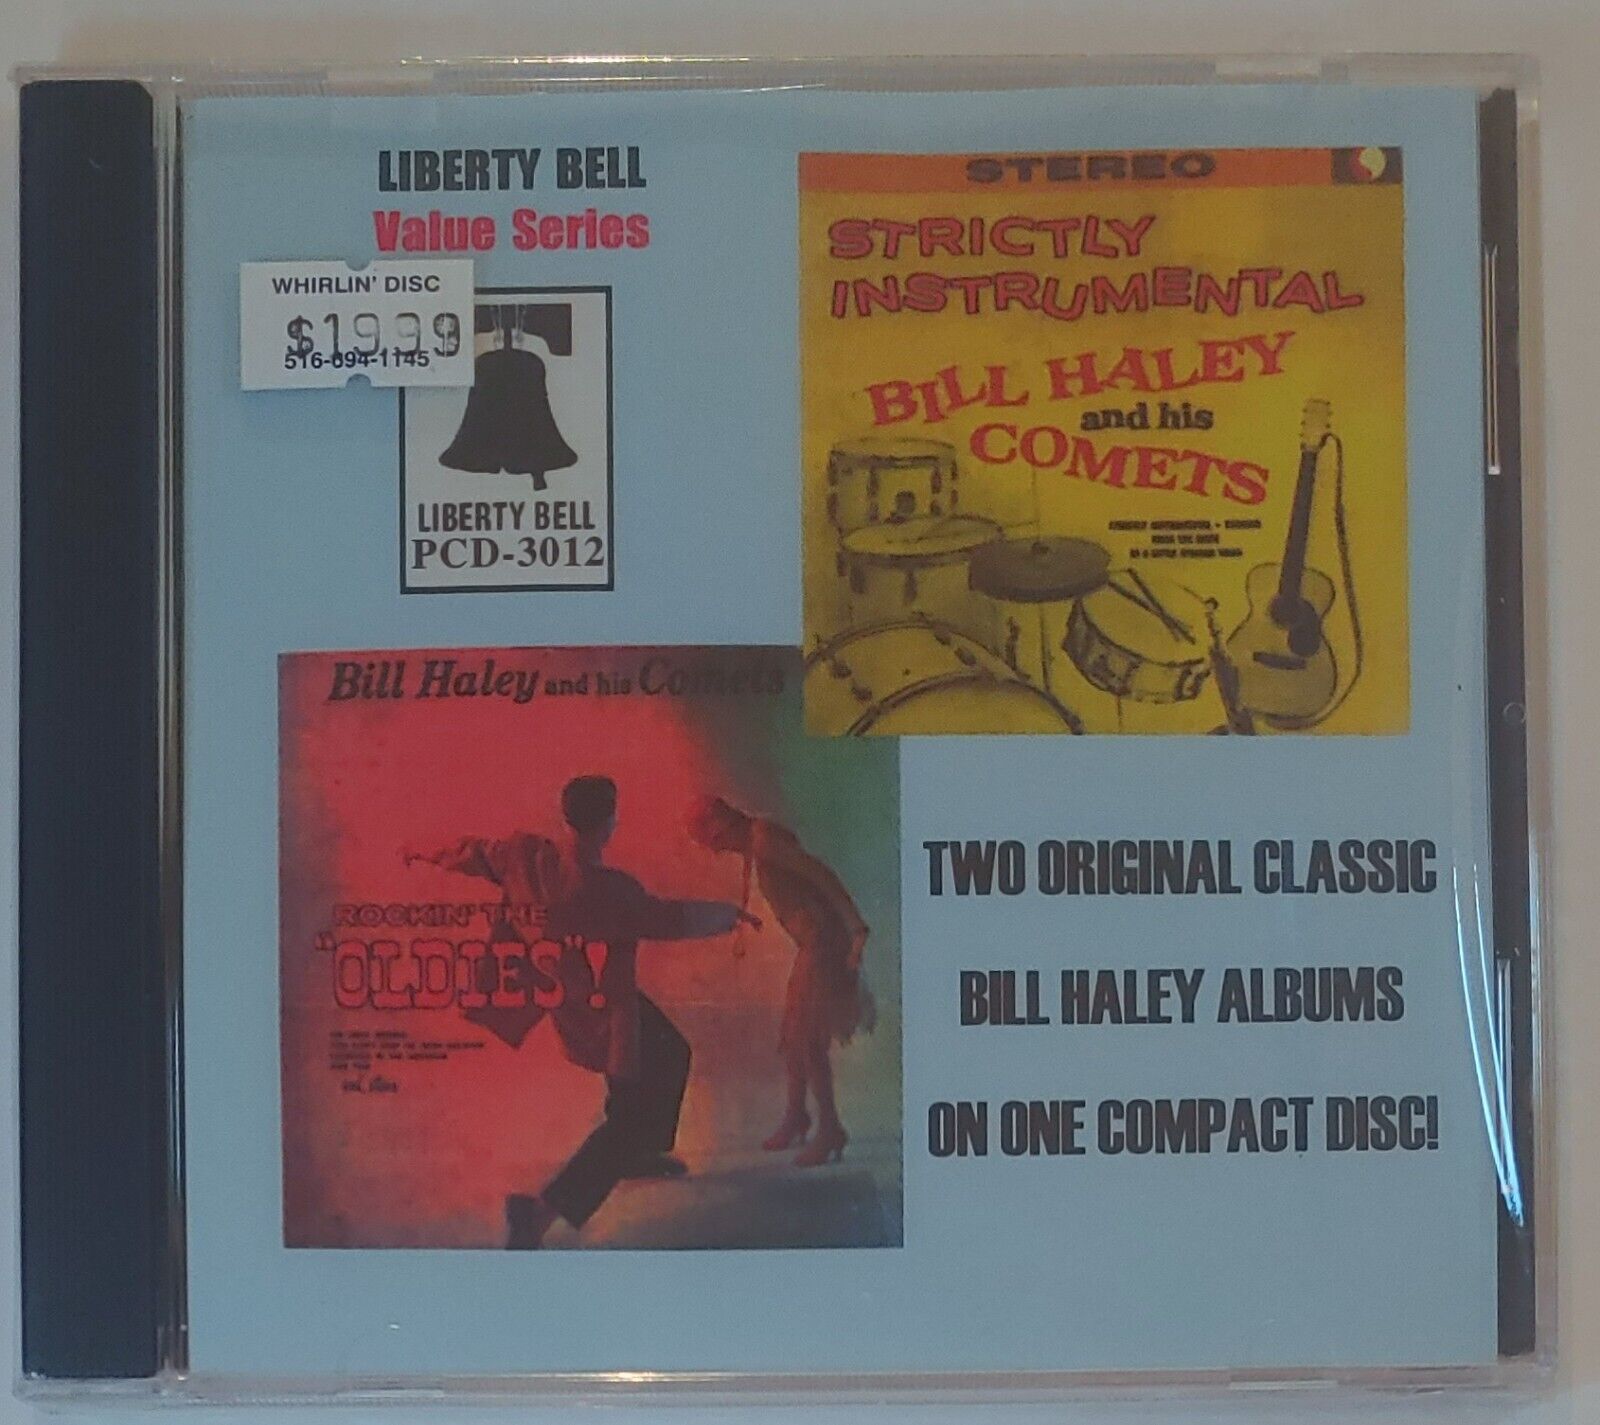 LIBERTY BELL
Value Series
WHIRLIN' DISC
$19.99
516-694-1145
LIBERTY BELL
PCD-3012
STEREO
STRICTLY
INSTRUMENTAL
BILL HALEY
and his
COMETS
Bill Haley and his Comets
ROCKIN' THE
"OLDIES"!
TWO ORIGINAL CLASSIC
BILL HALEY ALBUMS
ON ONE COMPACT DISC!